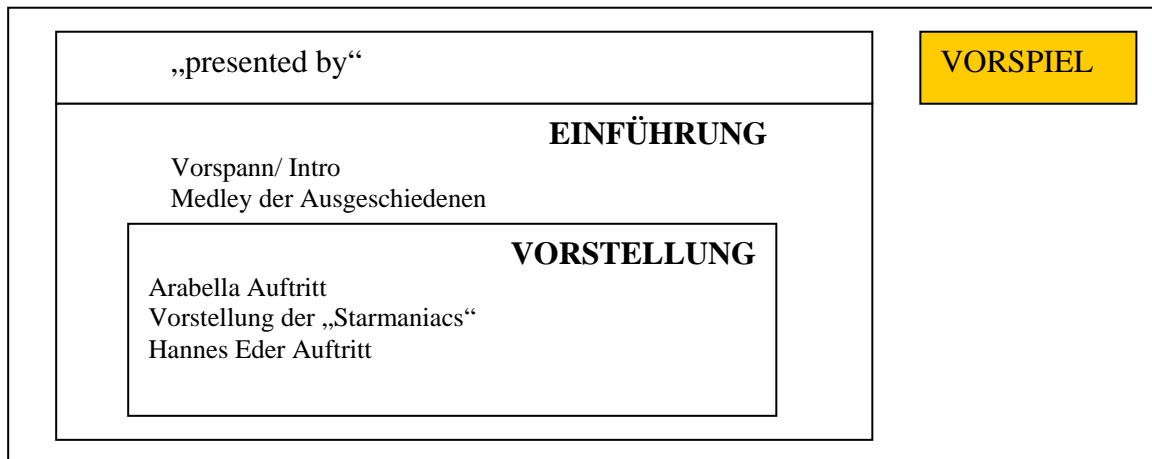 „presented by“
VORSPIEL
EINFÜHRUNG
Vorspann/ Intro
Medley der Ausgeschiedenen
VORSTELLUNG
Arabella Auftritt
Vorstellung der „Starmaniacs“
Hannes Eder Auftritt